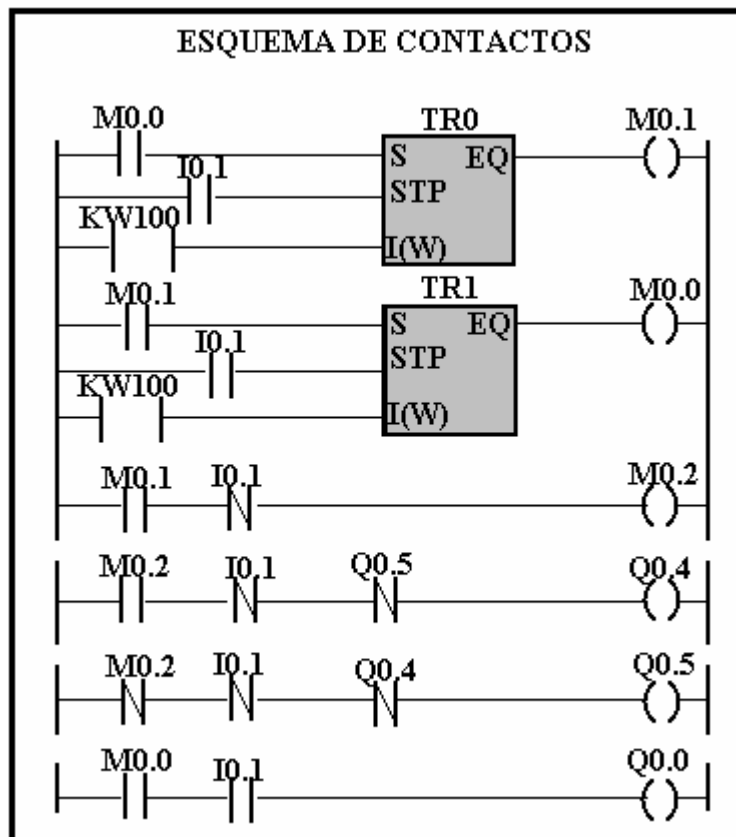 ESQUEMA DE CONTACTOS
M0.0 TR0 M0.1
S EQ
I0.1 STP
KW100 I(W)
M0.1 TR1 M0.0
S EQ
I0.1 STP
KW100 I(W)
M0.1 I0.1 M0.2
M0.2 I0.1 Q0.5 Q0.4
M0.2 I0.1 Q0.4 Q0.5
M0.0 I0.1 Q0.0